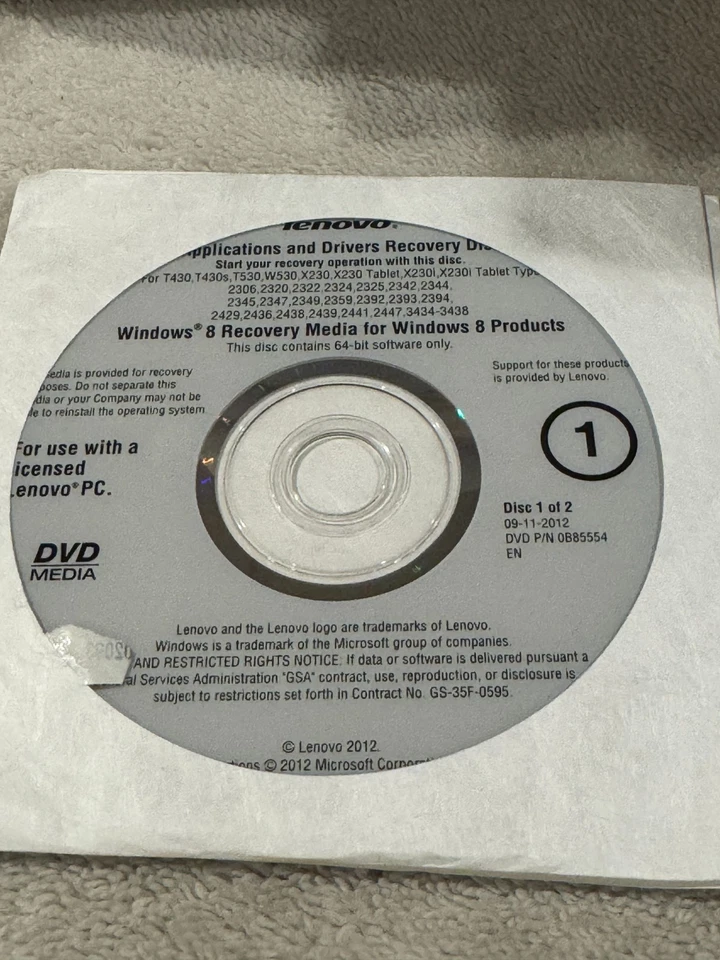 lenovo.
Applications and Drivers Recovery
Start your recovery operation with this disc.
For T430,T430s,T530,W530,X230,X230 Tablet,X230i,X230i Tablet Type
2306,2320,2322,2324,2325,2342,2344,
2345,2347,2349,2359,2392,2393,2394,
2429,2436,2438,2439,2441,2447,3434-3438
Windows® 8 Recovery Media for Windows 8 Products
This disc contains 64-bit software only.
edia is provided for recovery
poses. Do not separate this
dia or your Company may not be
le to reinstall the operating system
Support for these products
is provided by Lenovo.
For use with a
licensed
Lenovo® PC.
1
Disc 1 of 2
09-11-2012
DVD P/N 0B85554
EN
DVD
MEDIA
Lenovo and the Lenovo logo are trademarks of Lenovo.
Windows is a trademark of the Microsoft group of companies.
AND RESTRICTED RIGHTS NOTICE: If data or software is delivered pursuant a
al Services Administration "GSA" contract, use, reproduction, or disclosure is
subject to restrictions set forth in Contract No. GS-35F-0595.
© Lenovo 2012.
ions © 2012 Microsoft